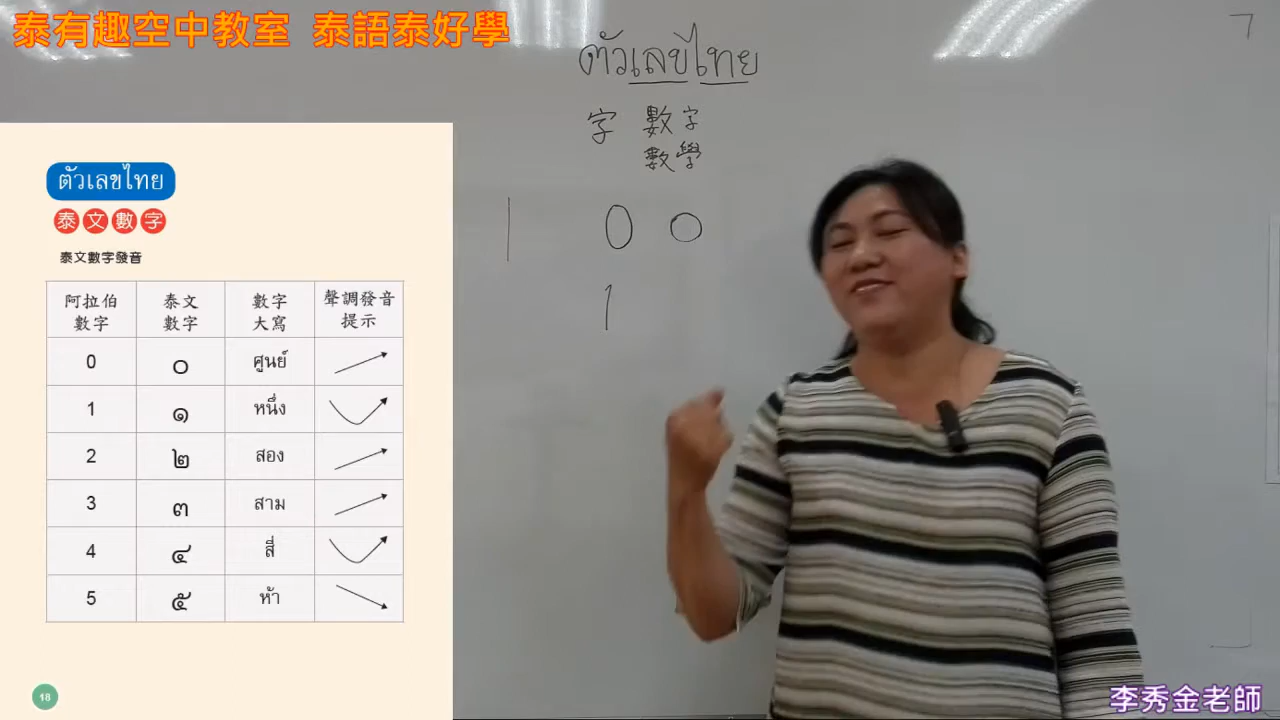 泰有趣空中教室 泰語泰好學
ตัวเลขไทย
字 數字
數學
1 0 0
1
7
ตัวเลขไทย
泰文數字
泰文數字發音
阿拉伯數字 泰文數字 數字大寫 聲調發音提示
0 ๐ ศูนย์
1 ๑ หนึ่ง
2 ๒ สอง
3 ๓ สาม
4 ๔ สี่
5 ๕ ห้า
18
李秀金老師